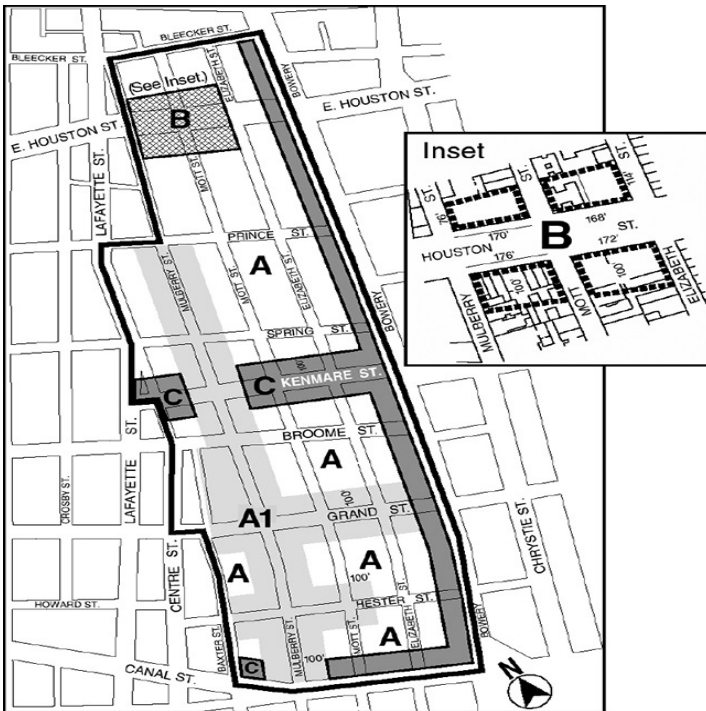 BLEECKER ST.
BLEECKER ST.
ELIZABETH ST.
BOWERY
(See Inset.)
B
E. HOUSTON ST.
E. HOUSTON ST.
MOTT ST.
LAFAYETTE ST.
PRINCE ST.
A
MULBERRY ST.
MOTT ST.
ELIZABETH ST.
BOWERY
SPRING ST.
100'
C
C
KENMARE ST.
BROOME ST.
A
LAFAYETTE ST.
CROSBY ST.
100'
A1
GRAND ST.
CHRYSTIE ST.
A
A
100'
CENTRE ST.
HOWARD ST.
HESTER ST.
A
BAXTER ST.
MULBERRY ST.
MOTT ST.
ELIZABETH ST.
BOWERY
100'
C
CANAL ST.
N
Inset
ST.
ST.
ST.
76'
74'
170'
168'
HOUSTON
B
ST.
176'
172'
100'
100'
MULBERRY
MOTT
ELIZABETH